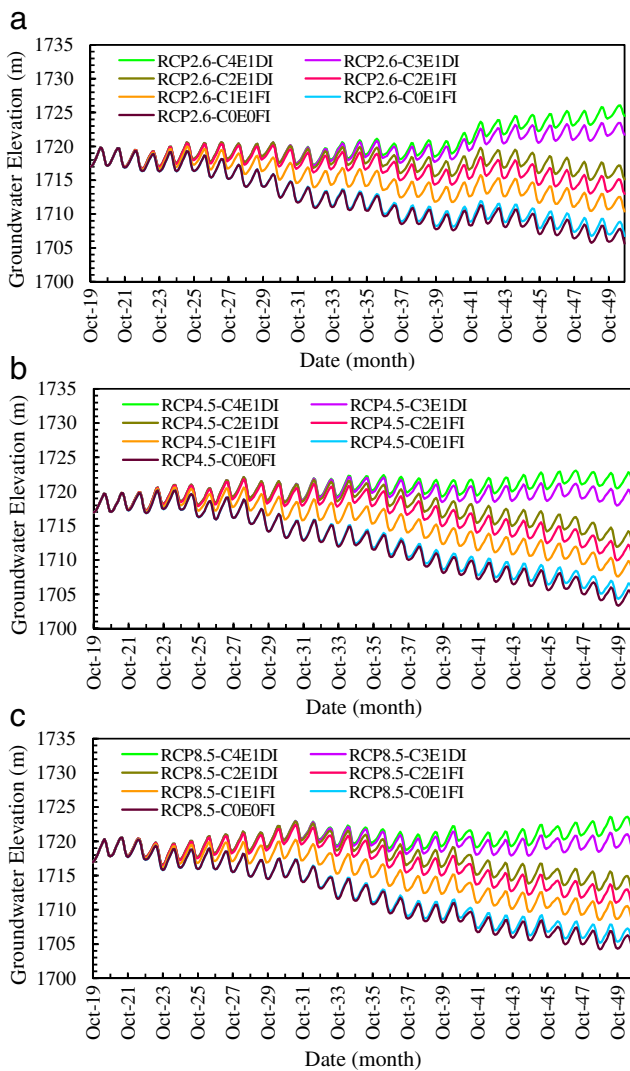 a
Groundwater Elevation (m)
1735
1730
1725
1720
1715
1710
1705
1700
RCP2.6-C4E1DI RCP2.6-C3E1DI
RCP2.6-C2E1DI RCP2.6-C2E1FI
RCP2.6-C1E1FI RCP2.6-C0E1FI
RCP2.6-C0E0FI
Oct-19 Oct-21 Oct-23 Oct-25 Oct-27 Oct-29 Oct-31 Oct-33 Oct-35 Oct-37 Oct-39 Oct-41 Oct-43 Oct-45 Oct-47 Oct-49
Date (month)
b
Groundwater Elevation (m)
1735
1730
1725
1720
1715
1710
1705
1700
RCP4.5-C4E1DI RCP4.5-C3E1DI
RCP4.5-C2E1DI RCP4.5-C2E1FI
RCP4.5-C1E1FI RCP4.5-C0E1FI
RCP4.5-C0E0FI
Oct-19 Oct-21 Oct-23 Oct-25 Oct-27 Oct-29 Oct-31 Oct-33 Oct-35 Oct-37 Oct-39 Oct-41 Oct-43 Oct-45 Oct-47 Oct-49
Date (month)
c
Groundwater Elevation (m)
1735
1730
1725
1720
1715
1710
1705
1700
RCP8.5-C4E1DI RCP8.5-C3E1DI
RCP8.5-C2E1DI RCP8.5-C2E1FI
RCP8.5-C1E1FI RCP8.5-C0E1FI
RCP8.5-C0E0FI
Oct-19 Oct-21 Oct-23 Oct-25 Oct-27 Oct-29 Oct-31 Oct-33 Oct-35 Oct-37 Oct-39 Oct-41 Oct-43 Oct-45 Oct-47 Oct-49
Date (month)